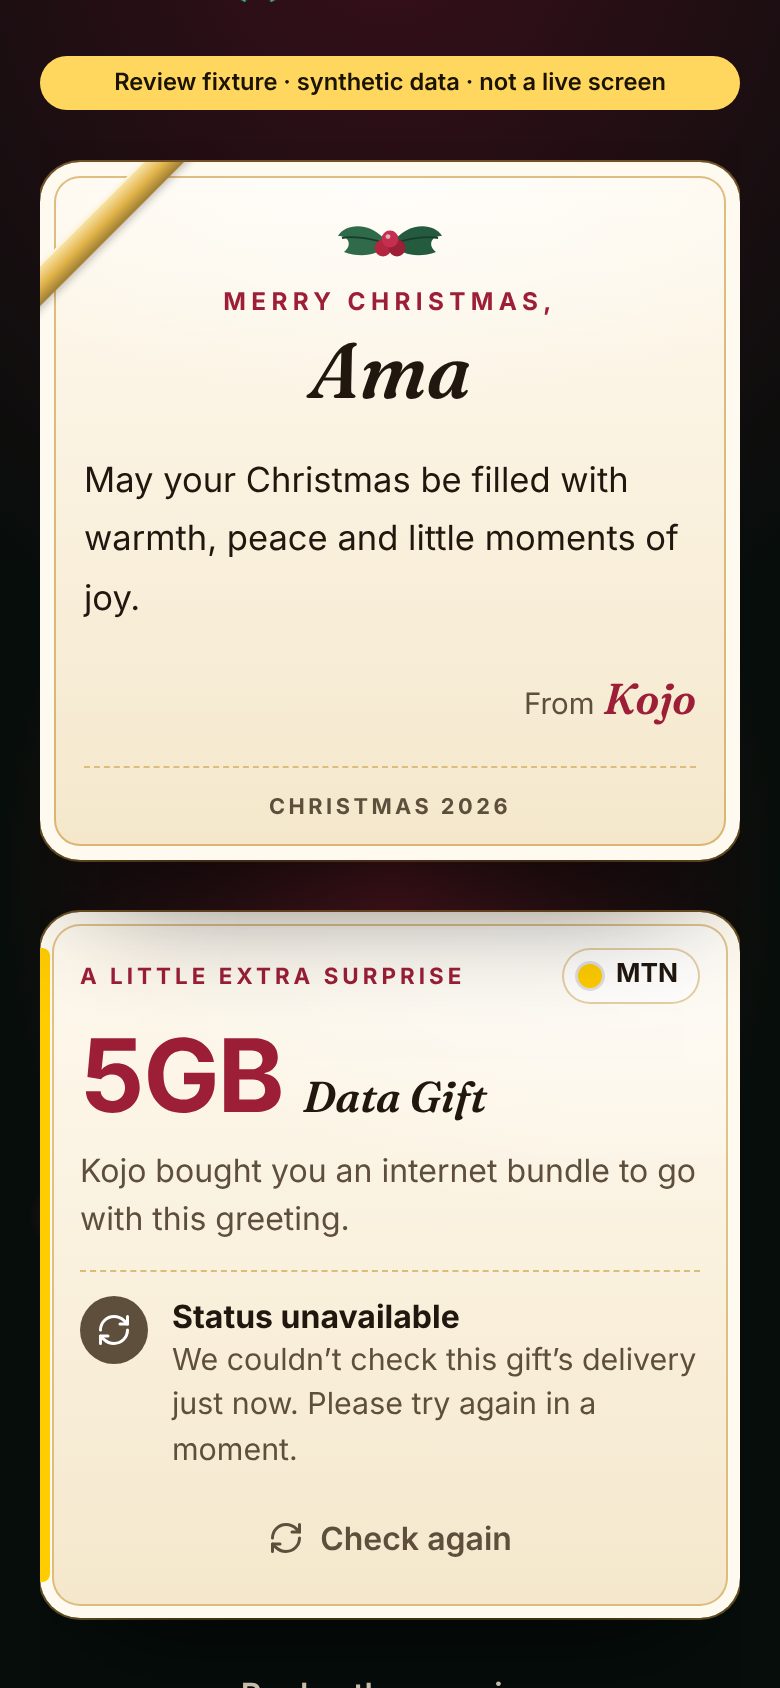 Review fixture · synthetic data · not a live screen
MERRY CHRISTMAS,
Ama
May your Christmas be filled with
warmth, peace and little moments of
joy.
From Kojo
CHRISTMAS 2026
A LITTLE EXTRA SURPRISE
MTN
5GB Data Gift
Kojo bought you an internet bundle to go
with this greeting.
Status unavailable
We couldn’t check this gift’s delivery
just now. Please try again in a
moment.
Check again